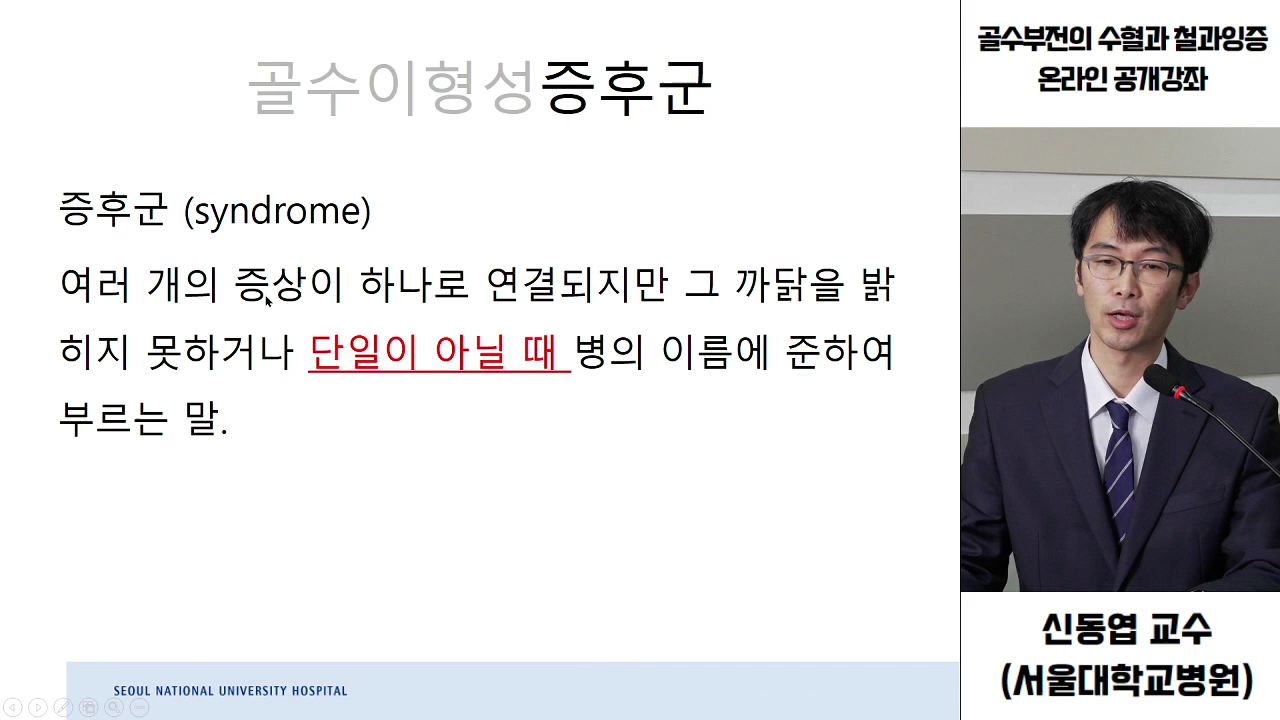 골수이형성증후군
증후군 (syndrome)
여러 개의 증상이 하나로 연결되지만 그 까닭을 밝
히지 못하거나 단일이 아닐 때 병의 이름에 준하여
부르는 말.
SEOUL NATIONAL UNIVERSITY HOSPITAL
골수부전의 수혈과 철과잉증
온라인 공개강좌
신동엽 교수
(서울대학교병원)